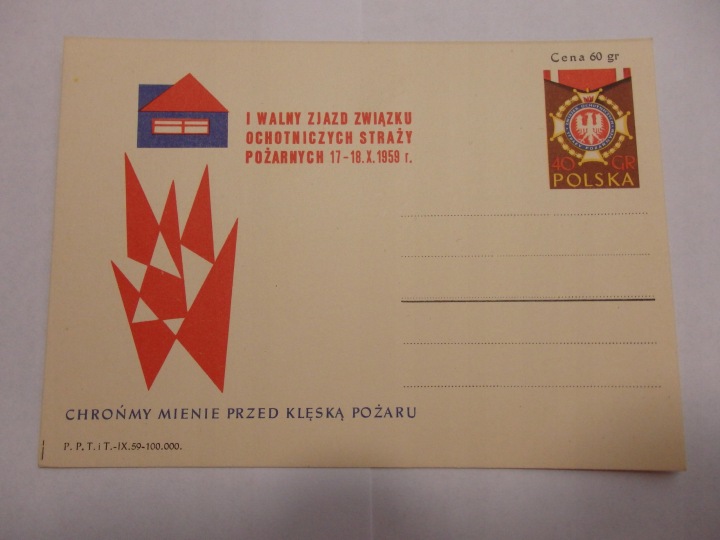 Cena 60 gr
I WALNY ZJAZD ZWIĄZKU
OCHOTNICZYCH STRAŻY
POŻARNYCH 17-18.X.1959 r.
40 GR
POLSKA
CHROŃMY MIENIE PRZED KLĘSKĄ POŻARU
P. P. T. i T.-IX.59-100.000.